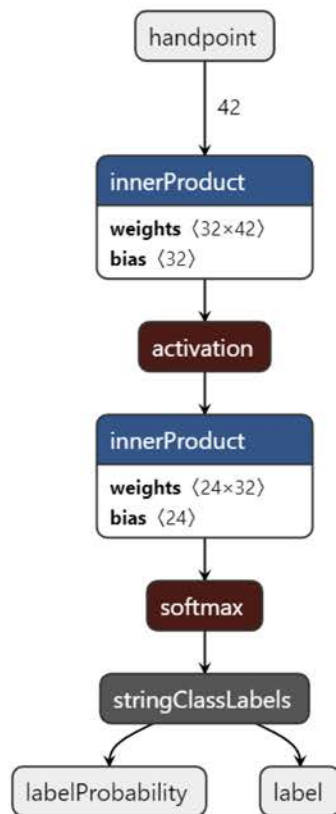 handpoint
42
innerProduct
weights 〈32×42〉
bias 〈32〉
activation
innerProduct
weights 〈24×32〉
bias 〈24〉
softmax
stringClassLabels
labelProbability
label